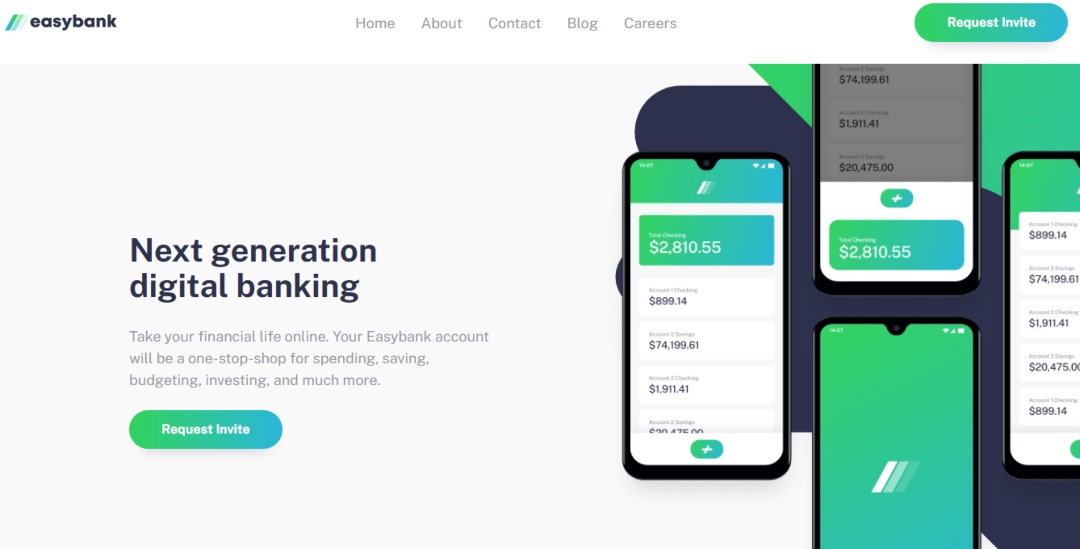 easybank
Home
About
Contact
Blog
Careers
Request Invite
Next generation
digital banking
Take your financial life online. Your Easybank account
will be a one-stop-shop for spending, saving,
budgeting, investing, and much more.
Request Invite
14:07
Total Checking
$2,810.55
Account 1 Checking
$899.14
Account 2 Savings
$74,199.61
Account 2 Checking
$1,911.41
Account 2 Savings
$20,475.00
Account 2 Savings
$74,199.61
Account 2 Checking
$1,911.41
Account 2 Savings
$20,475.00
Total Checking
$2,810.55
14:07
14:07
Account 1 Checking
$899.14
Account 2 Savings
$74,199.61
Account 2 Checking
$1,911.41
Account 2 Savings
$20,475.00
Account 1 Checking
$899.14